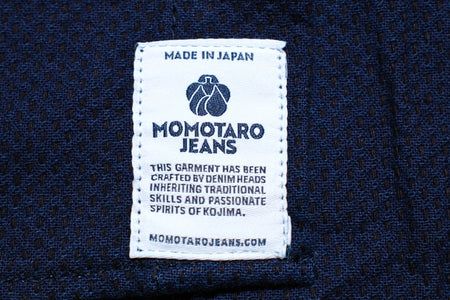 MADE IN JAPAN
MOMOTARO
JEANS
THIS GARMENT HAS BEEN
CRAFTED BY DENIM HEADS
INHERITING TRADITIONAL
SKILLS AND PASSIONATE
SPIRITS OF KOJIMA.
MOMOTAROJEANS.COM